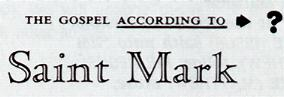 THE GOSPEL ACCORDING TO ➧ ?
Saint Mark